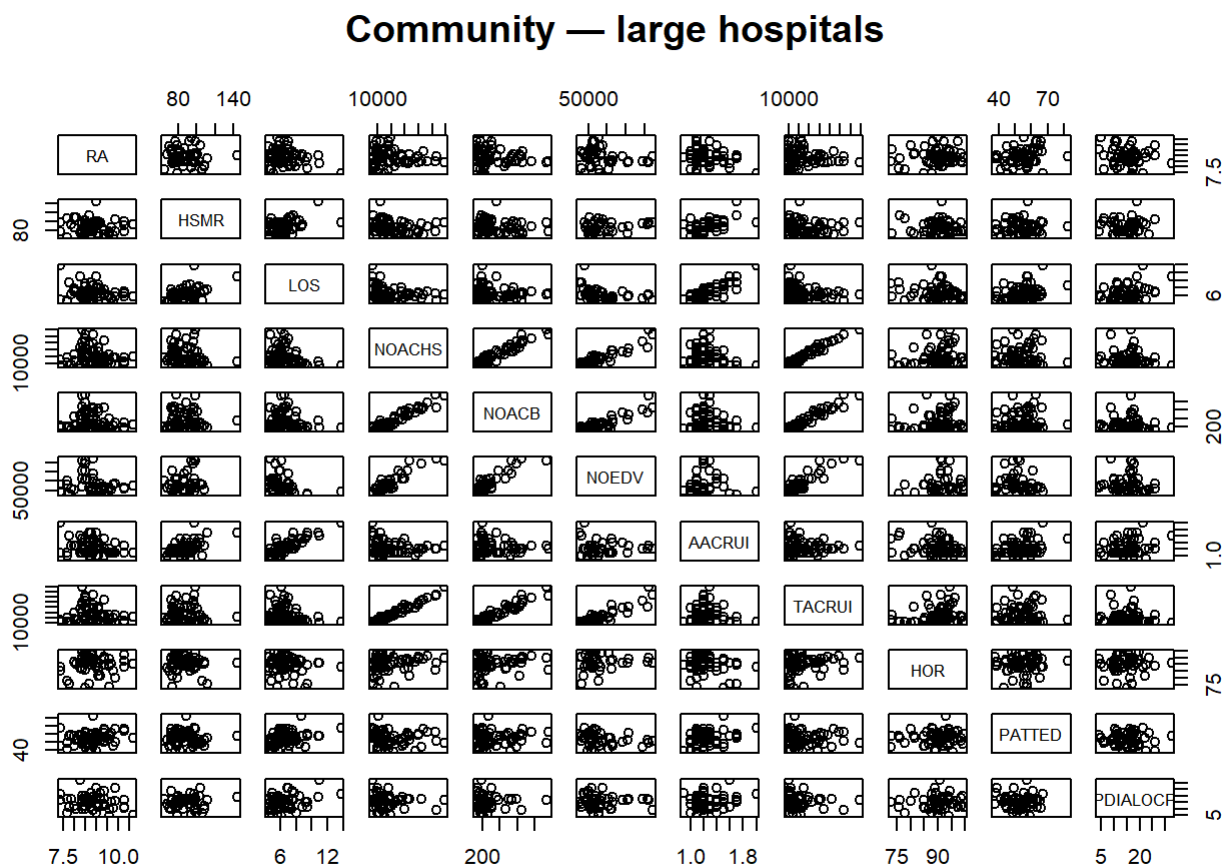 Community — large hospitals
80 140 10000 50000 10000 40 70
RA 7.5
80 HSMR
LOS 6
10000 NOACHS
NOACB 200
50000 NOEDV
AACRUI 1.0
10000 TACRUI
HOR 75
40 PATTED
5
7.5 10.0 6 12 200 1.0 1.8 75 90 5 20